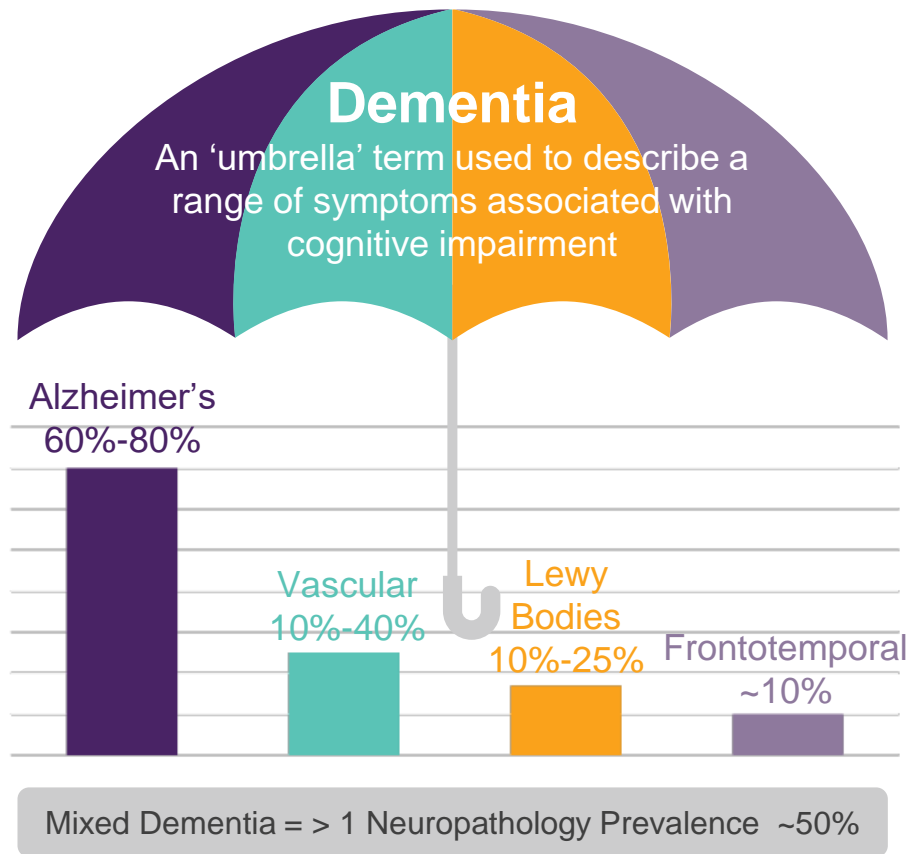 Dementia
An ‘umbrella’ term used to describe a
range of symptoms associated with
cognitive impairment
Alzheimer’s
60%-80%
Vascular
10%-40%
Lewy
Bodies
10%-25%
Frontotemporal
~10%
Mixed Dementia = > 1 Neuropathology Prevalence ~50%